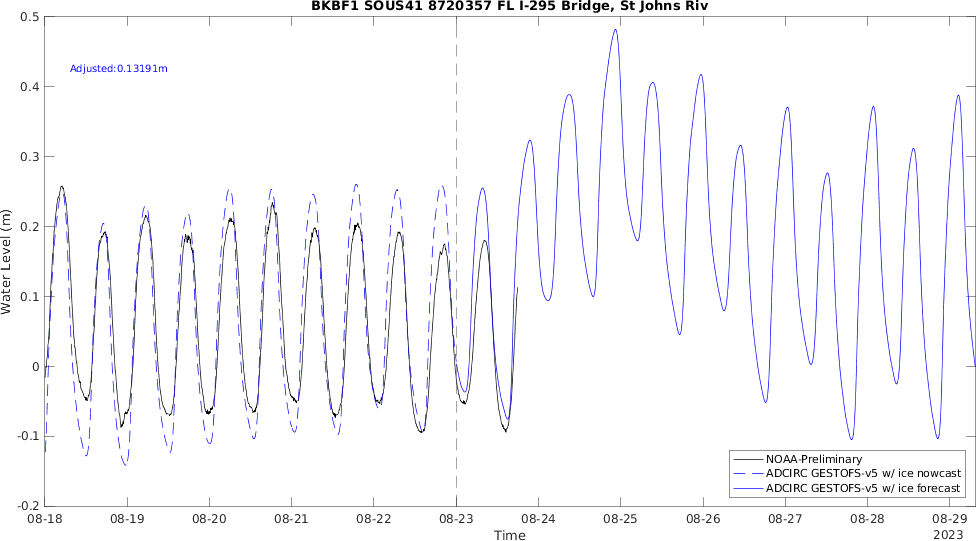 BKBF1 SOUS41 8720357 FL I-295 Bridge, St Johns Riv
0.5
Adjusted:0.13191m
0.4
0.3
0.2
0.1
0
-0.1
-0.2
Water Level (m)
NOAA-Preliminary
ADCIRC GESTOFS-v5 w/ ice nowcast
ADCIRC GESTOFS-v5 w/ ice forecast
08-18 08-19 08-20 08-21 08-22 08-23 08-24 08-25 08-26 08-27 08-28 08-29
Time
2023